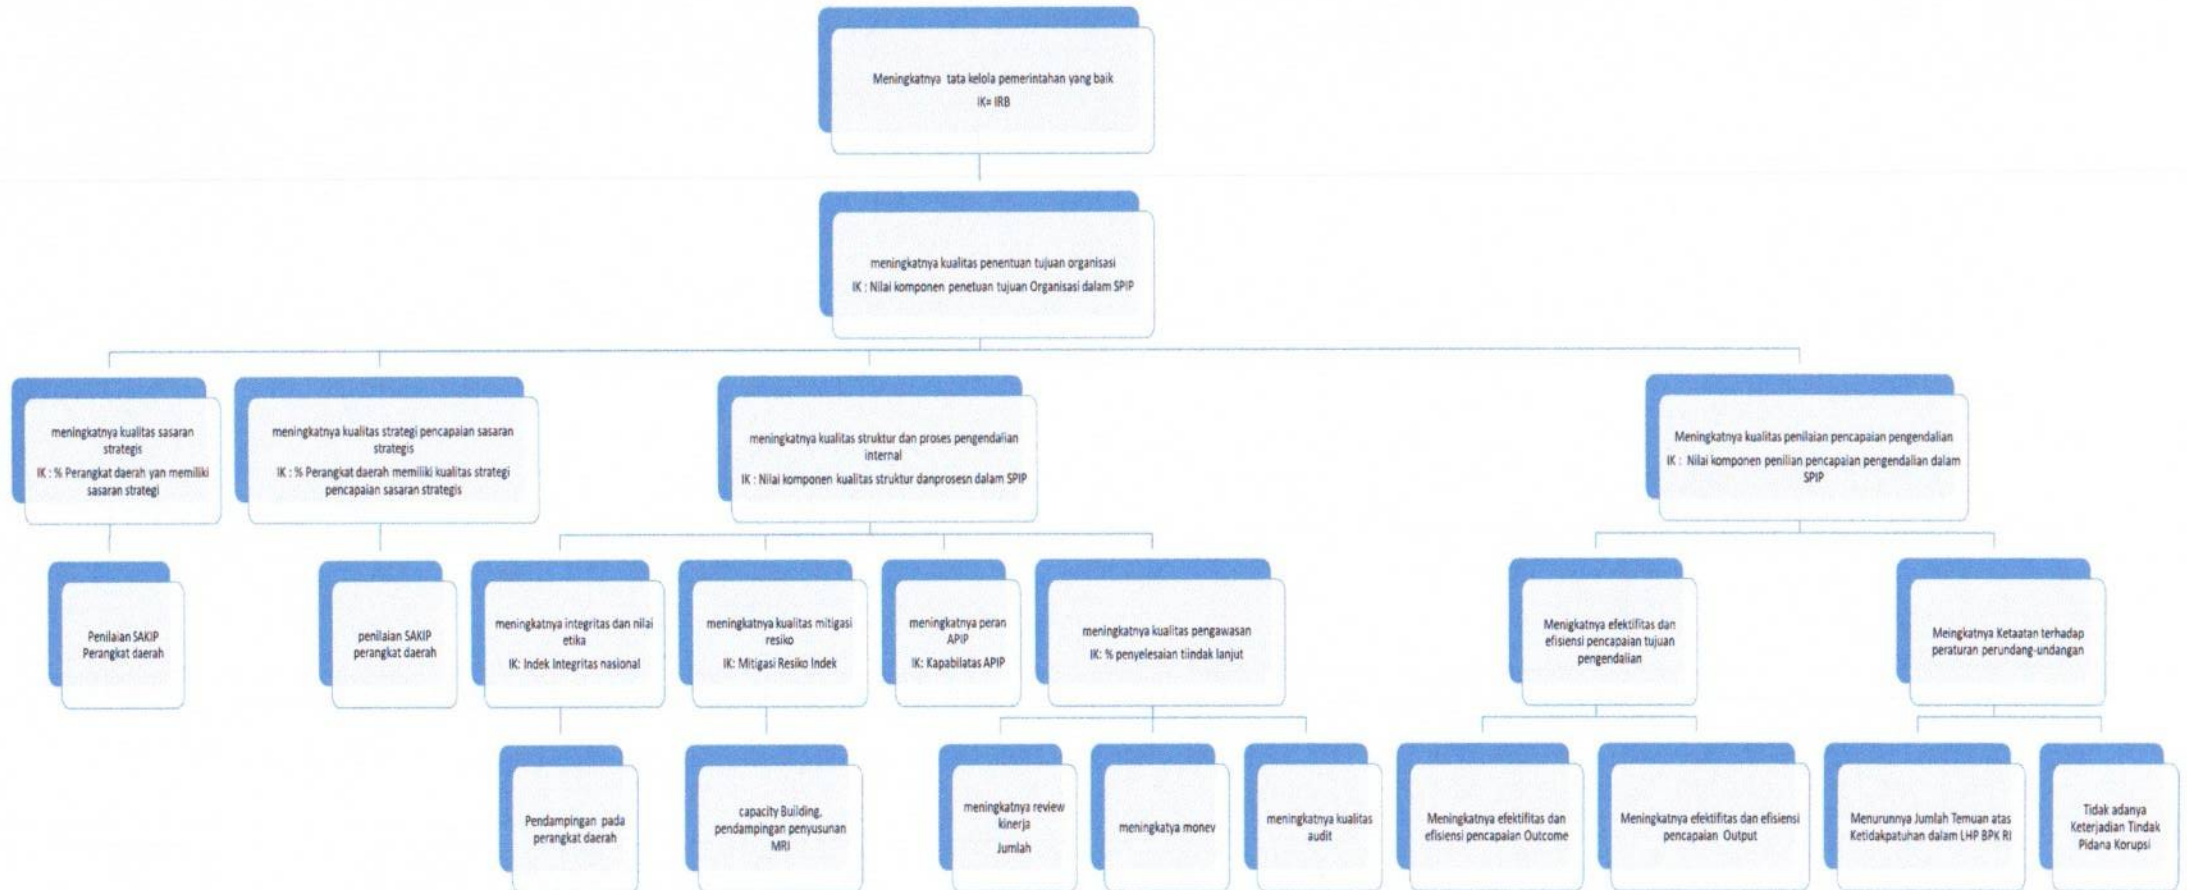 Meningkatnya tata kelola pemerintahan yang baik
IK= IRB
meningkatnya kualitas penentuan tujuan organisasi
IK : Nilai komponen penetuan tujuan Organisasi dalam SPIP
meningkatnya kualitas sasaran
strategis
IK : % Perangkat daerah yan memiliki
sasaran strategi
meningkatnya kualitas strategi pencapaian sasaran
strategis
IK : % Perangkat daerah memiliki kualitas strategi
pencapaian sasaran strategis
meningkatnya kualitas struktur dan proses pengendalian
internal
IK : Nilai komponen kualitas struktur danprosesn dalam SPIP
Meningkatnya kualitas penilaian pencapaian pengendalian
IK : Nilai komponen penilian pencapaian pengendalian dalam
SPIP
Penilaian SAKIP
Perangkat daerah
penilaian SAKIP
perangkat daerah
meningkatnya integritas dan nilai
etika
IK: Indek Integritas nasional
meningkatnya kualitas mitigasi
resiko
IK: Mitigasi Resiko Indek
meningkatnya peran
APIP
IK: Kapabilatas APIP
meningkatnya kualitas pengawasan
IK: % penyelesaian tiindak lanjut
Menigkatnya efektifitas dan
efisiensi pencapaian tujuan
pengendalian
Meingkatnya Ketaatan terhadap
peraturan perundang-undangan
Pendampingan pada
perangkat daerah
capacity Building,
pendampingan penyusunan
MRI
meningkatnya review
kinerja
Jumlah
meningkatya monev
meningkatnya kualitas
audit
Meningkatnya efektifitas dan
efisiensi pencapaian Outcome
Meningkatnya efektifitas dan efisiensi
pencapaian Output
Menurunnya Jumlah Temuan atas
Ketidakpatuhan dalam LHP BPK RI
Tidak adanya
Keterjadian Tindak
Pidana Korupsi